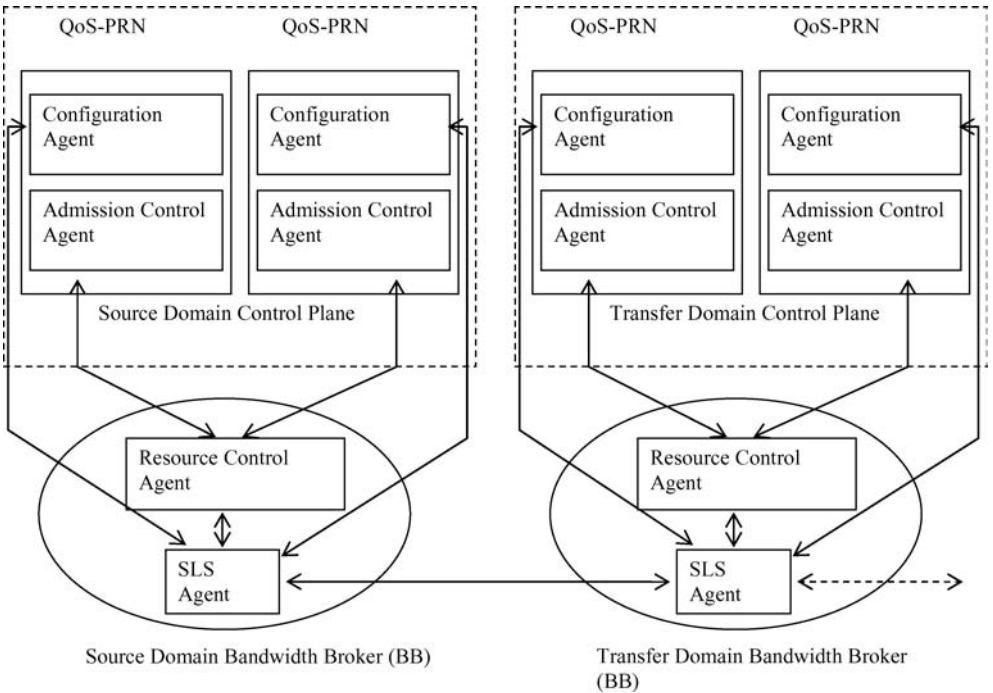 QoS-PRN
QoS-PRN
Configuration
Agent
Configuration
Agent
Admission Control
Agent
Admission Control
Agent
Source Domain Control Plane
Resource Control
Agent
SLS
Agent
Source Domain Bandwidth Broker (BB)
QoS-PRN
QoS-PRN
Configuration
Agent
Configuration
Agent
Admission Control
Agent
Admission Control
Agent
Transfer Domain Control Plane
Resource Control
Agent
SLS
Agent
Transfer Domain Bandwidth Broker
(BB)